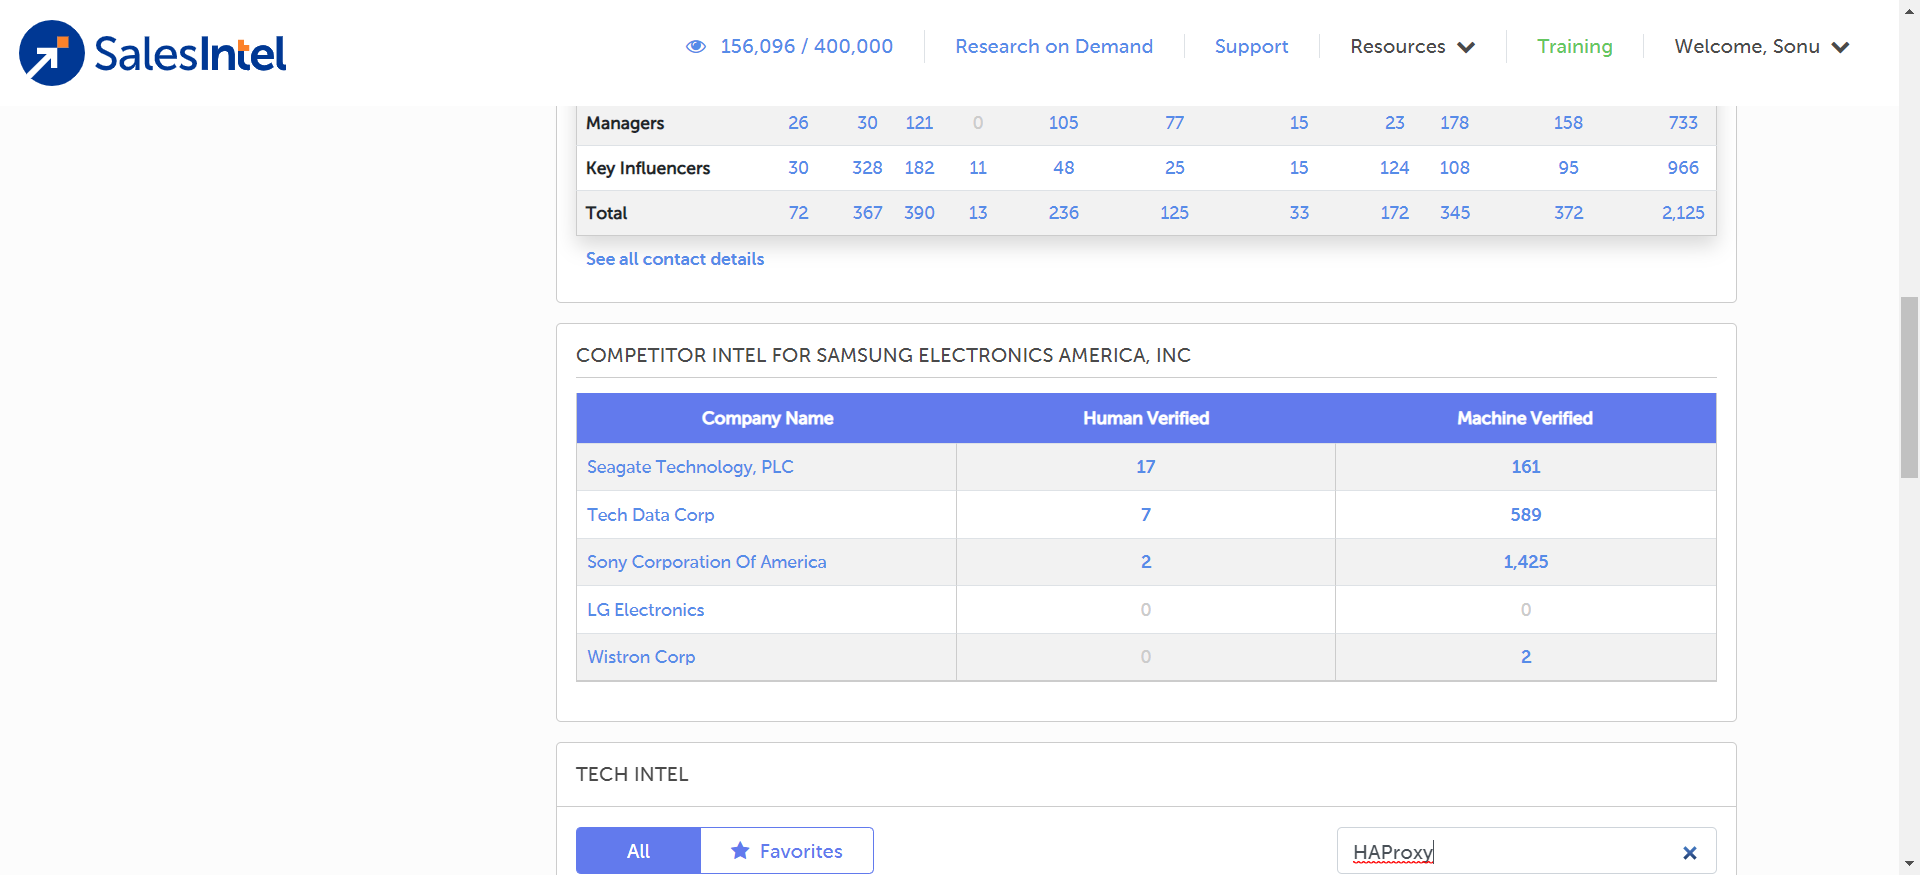 SalesIntel
156,096 / 400,000 Research on Demand Support Resources Training Welcome, Sonu
Managers 26 30 121 0 105 77 15 23 178 158 733
Key Influencers 30 328 182 11 48 25 15 124 108 95 966
Total 72 367 390 13 236 125 33 172 345 372 2,125
See all contact details
COMPETITOR INTEL FOR SAMSUNG ELECTRONICS AMERICA, INC
Company Name Human Verified Machine Verified
Seagate Technology, PLC 17 161
Tech Data Corp 7 589
Sony Corporation Of America 2 1,425
LG Electronics 0 0
Wistron Corp 0 2
TECH INTEL
All Favorites HAProxy